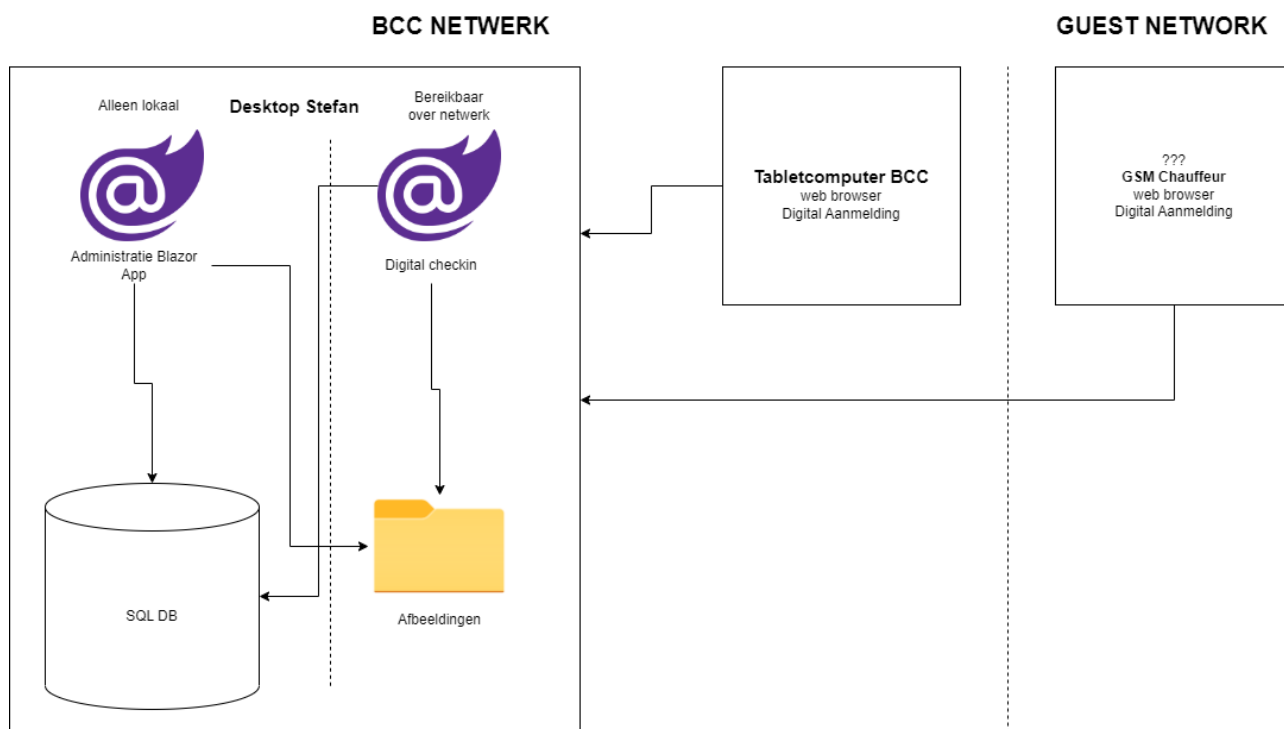 BCC NETWERK
GUEST NETWORK
Alleen lokaal
Desktop Stefan
Bereikbaar
over netwerk
Administratie Blazor
App
Digital checkin
SQL DB
Afbeeldingen
Tabletcomputer BCC
web browser
Digital Aanmelding
???
GSM Chauffeur
web browser
Digital Aanmelding